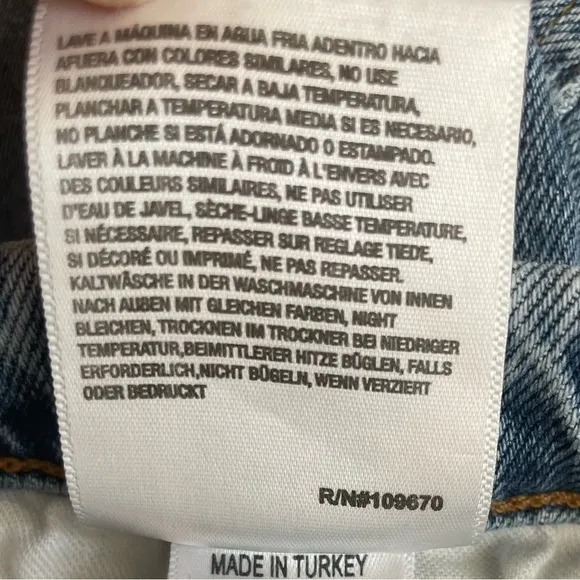 LAVE A MÁQUINA EN AGUA FRIA ADENTRO HACIA
AFUERA CON COLORES SIMILARES, NO USE
BLANQUEADOR, SECAR A BAJA TEMPERATURA,
PLANCHAR A TEMPERATURA MEDIA SI ES NECESARIO,
NO PLANCHE SI ESTÁ ADORNADO O ESTAMPADO.
LAVER À LA MACHINE À FROID À L'ENVERS AVEC
DES COULEURS SIMILAIRES, NE PAS UTILISER
D'EAU DE JAVEL, SÈCHE-LINGE BASSE TEMPERATURE,
SI NÉCESSAIRE, REPASSER SUR REGLAGE TIEDE,
SI DÉCORÉ OU IMPRIMÉ, NE PAS REPASSER.
KALTWÄSCHE IN DER WASCHMASCHINE VON INNEN
NACH AUßEN MIT GLEICHEN FARBEN, NIGHT
BLEICHEN, TROCKNEN IM TROCKNER BEI NIEDRIGER
TEMPERATUR,BEIMITTLERER HITZE BÜGLEN, FALLS
ERFORDERLICH,NICHT BÜGELN, WENN VERZIERT
ODER BEDRUCKT
R/N#109670
MADE IN TURKEY